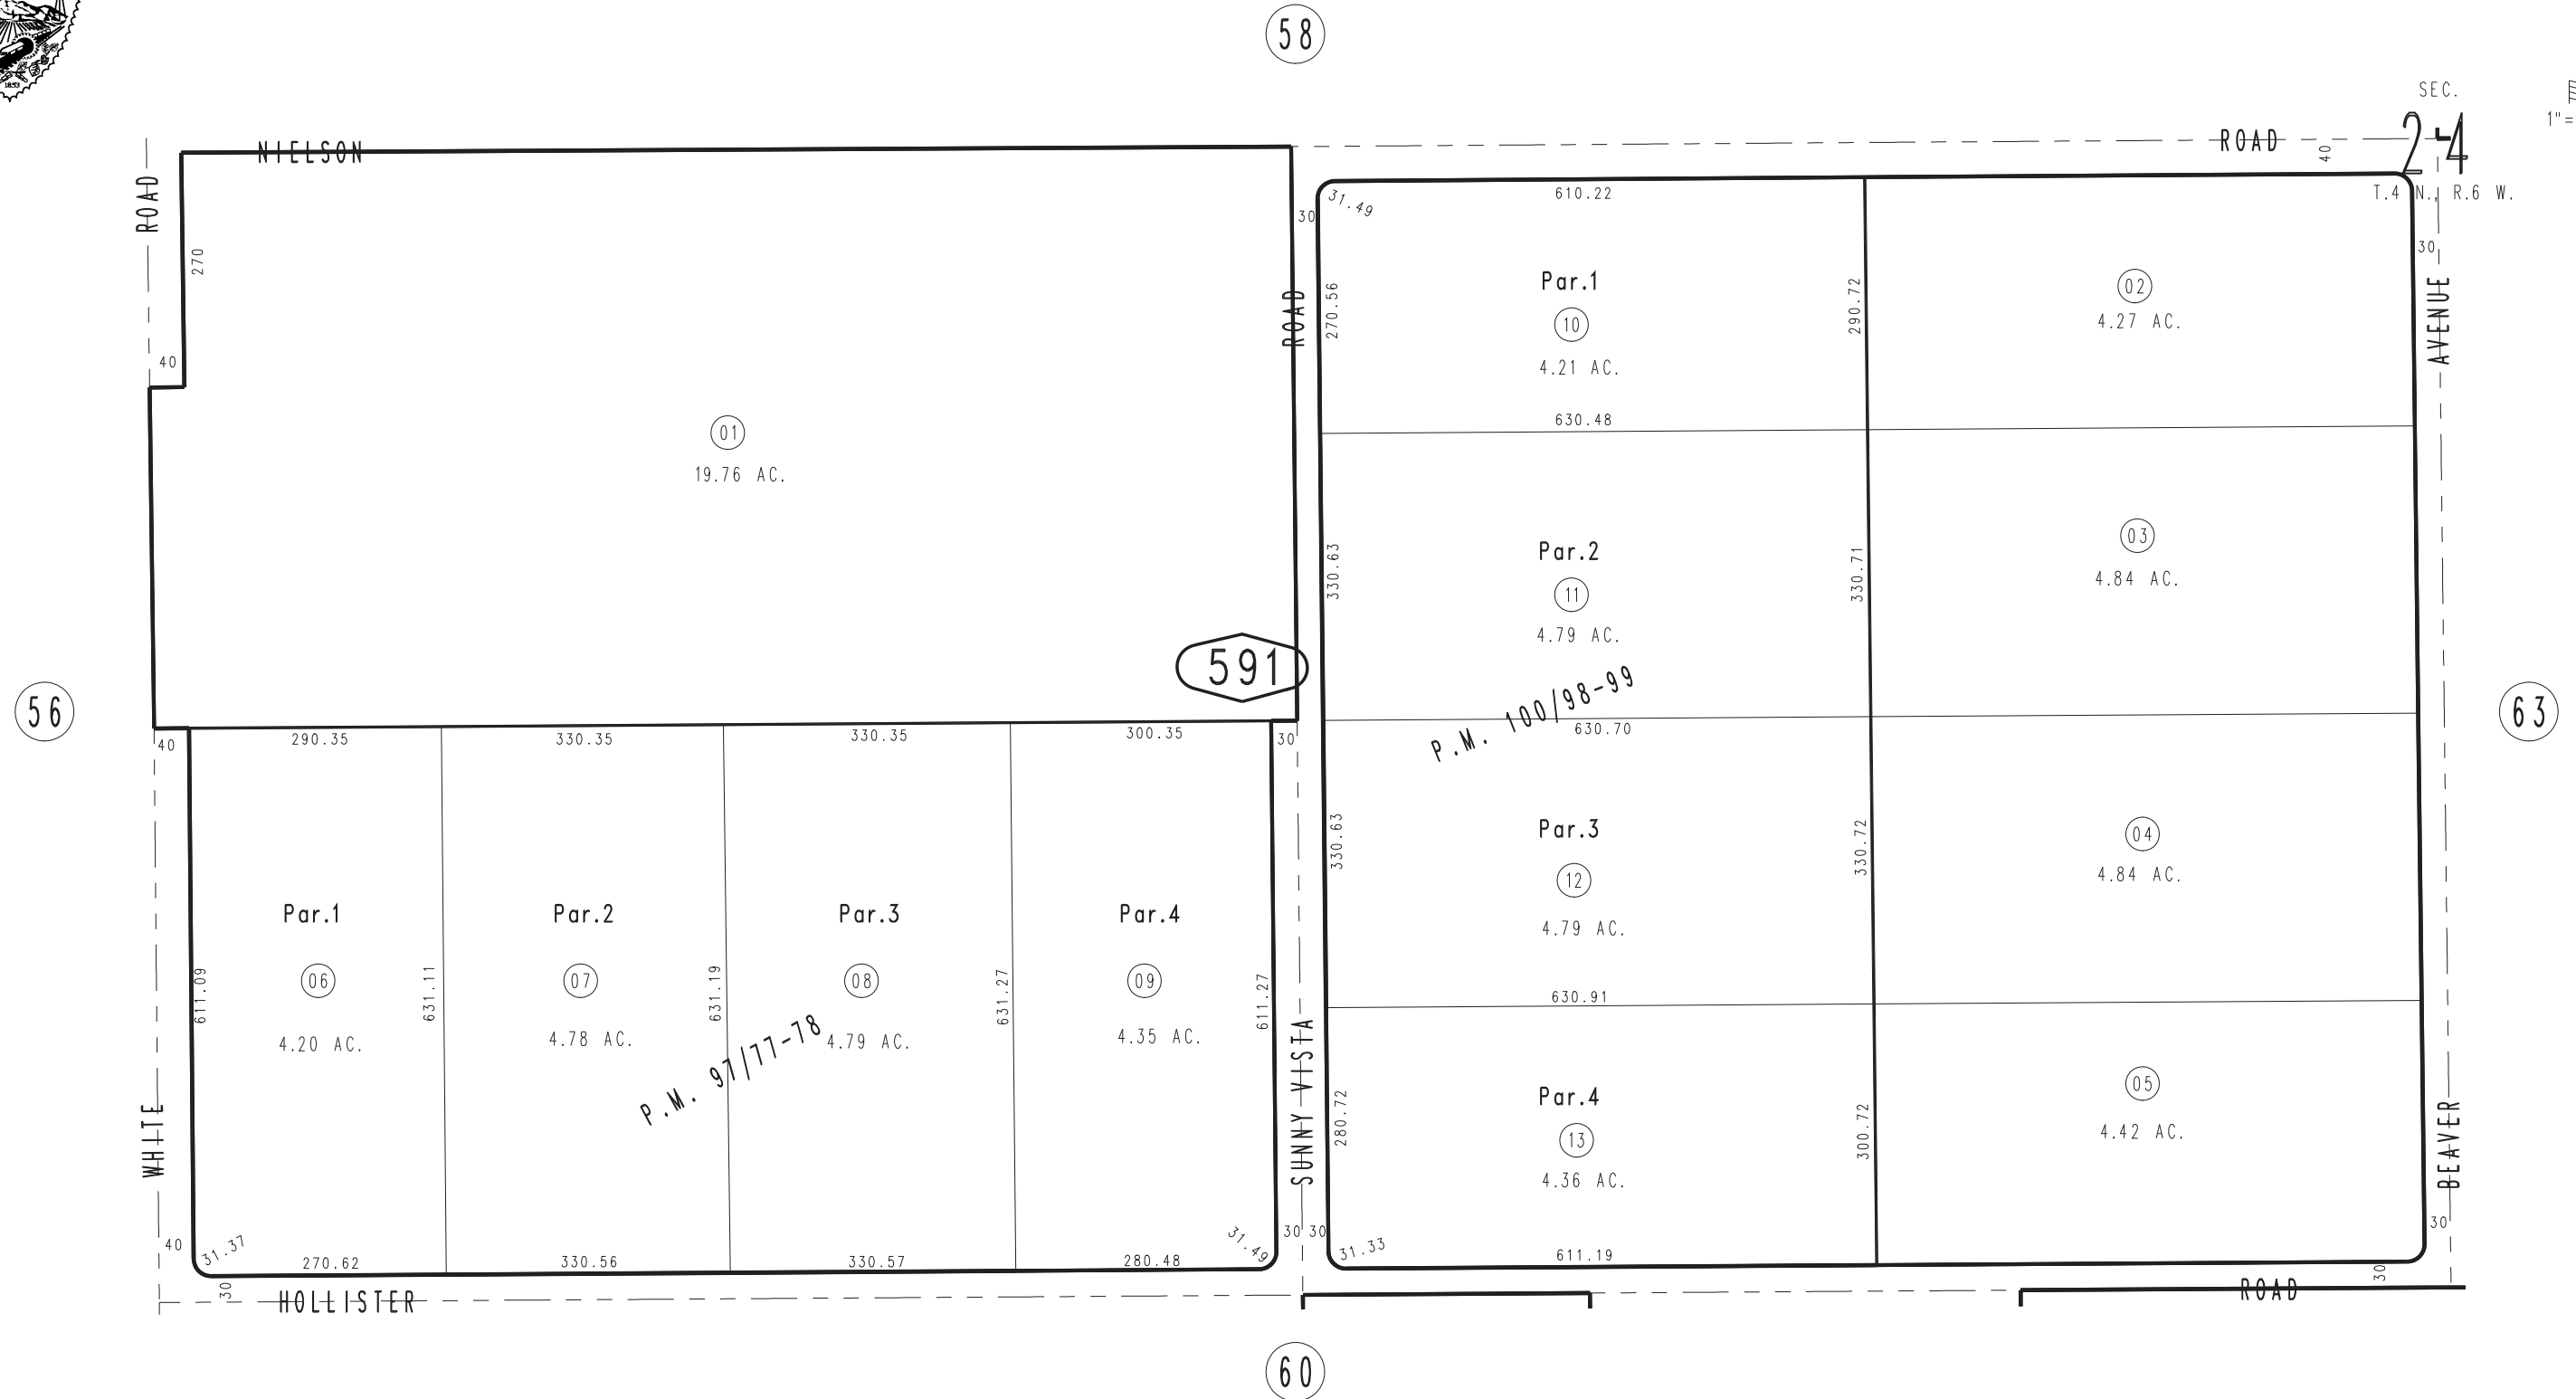 58
SEC.
1"=
2-4
T.4 N., R.6 W.
1853
NIELSON
ROAD
40
ROAD
270
40
30
ROAD
31.49
610.22
30
AVENUE
270.56
Par.1
10
4.21 AC.
290.72
02
4.27 AC.
01
19.76 AC.
630.48
330.63
Par.2
11
4.79 AC.
330.71
03
4.84 AC.
591
P.M. 100/98-99
56
63
630.70
40
290.35
330.35
330.35
300.35
30
330.63
Par.3
12
4.79 AC.
330.72
04
4.84 AC.
Par.1
Par.2
Par.3
Par.4
611.09
06
631.11
07
631.19
08
631.27
09
611.27
4.20 AC.
4.78 AC.
4.79 AC.
4.35 AC.
P.M. 97/77-78
630.91
280.72
Par.4
13
4.36 AC.
300.72
05
4.42 AC.
WHITE
SUNNY VISTA
BEAVER
40
31.37
270.62
330.56
330.57
280.48
31.49
30
30
31.33
611.19
30
30
30
HOLLISTER
ROAD
60